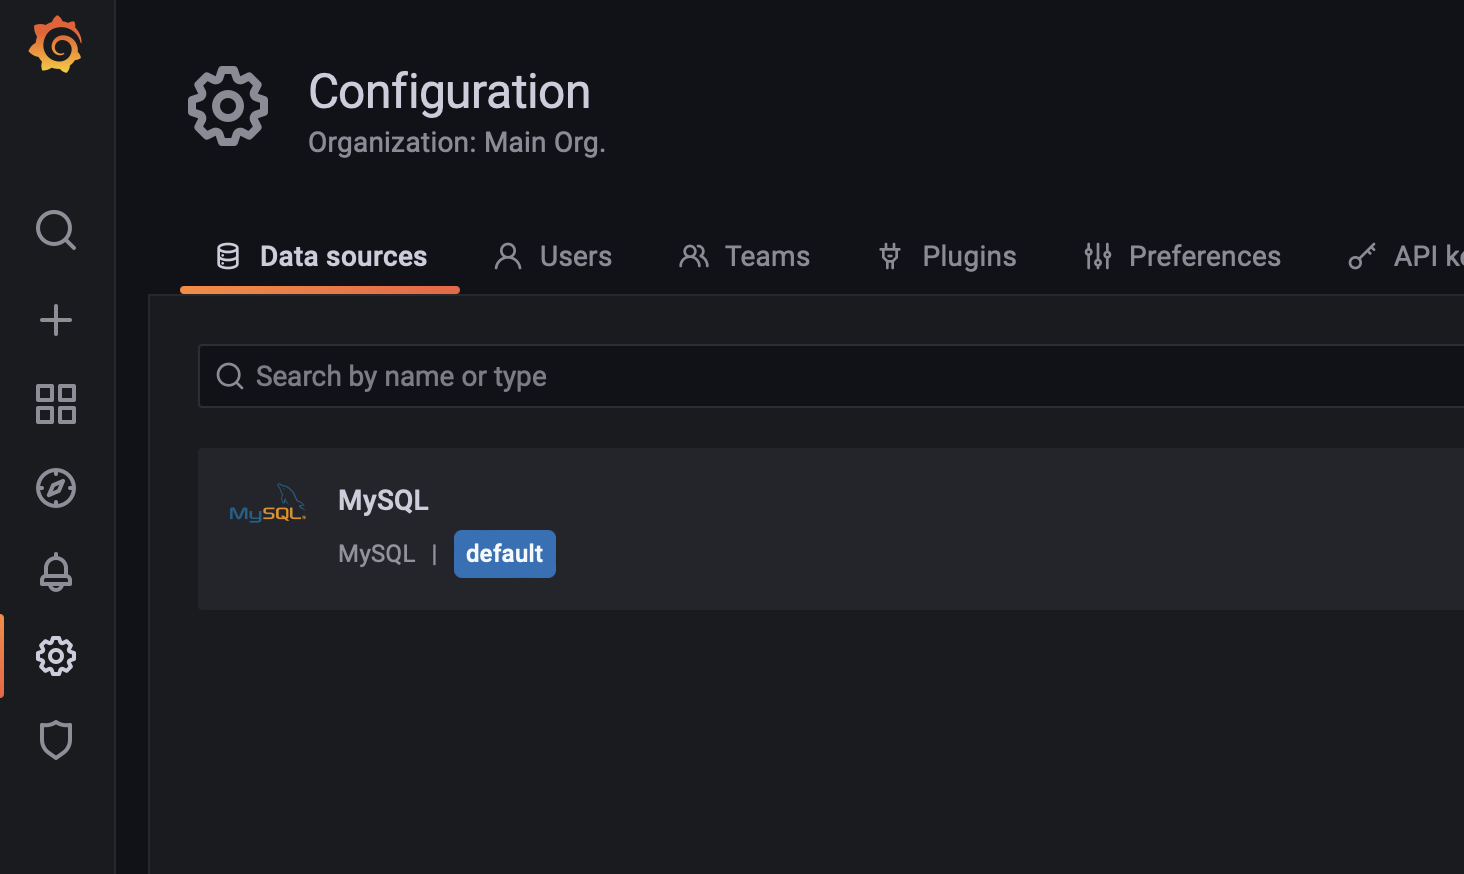 Configuration
Organization: Main Org.
Data sources
Users
Teams
Plugins
Preferences
API
Search by name or type
MySQL
MySQL
MySQL | default